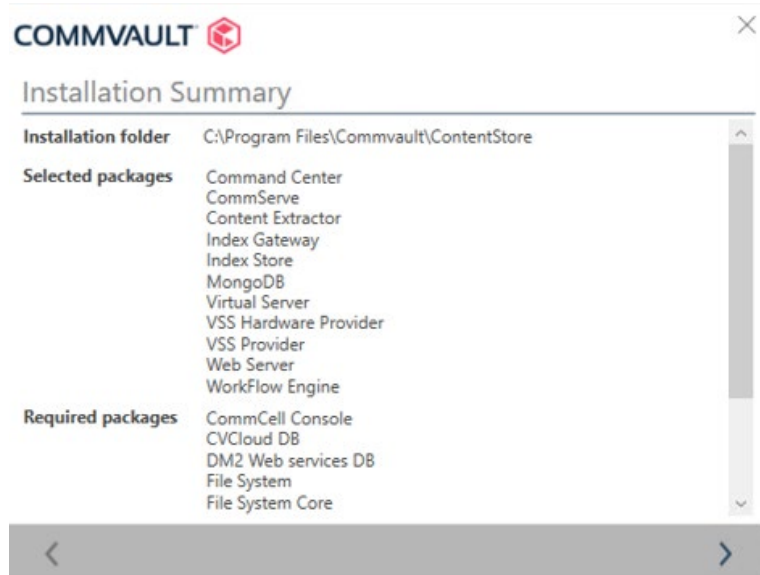 COMMVAULT
Installation Summary
Installation folder C:\Program Files\Commvault\ContentStore
Selected packages Command Center
CommServe
Content Extractor
Index Gateway
Index Store
MongoDB
Virtual Server
VSS Hardware Provider
VSS Provider
Web Server
WorkFlow Engine
Required packages CommCell Console
CVCloud DB
DM2 Web services DB
File System
File System Core